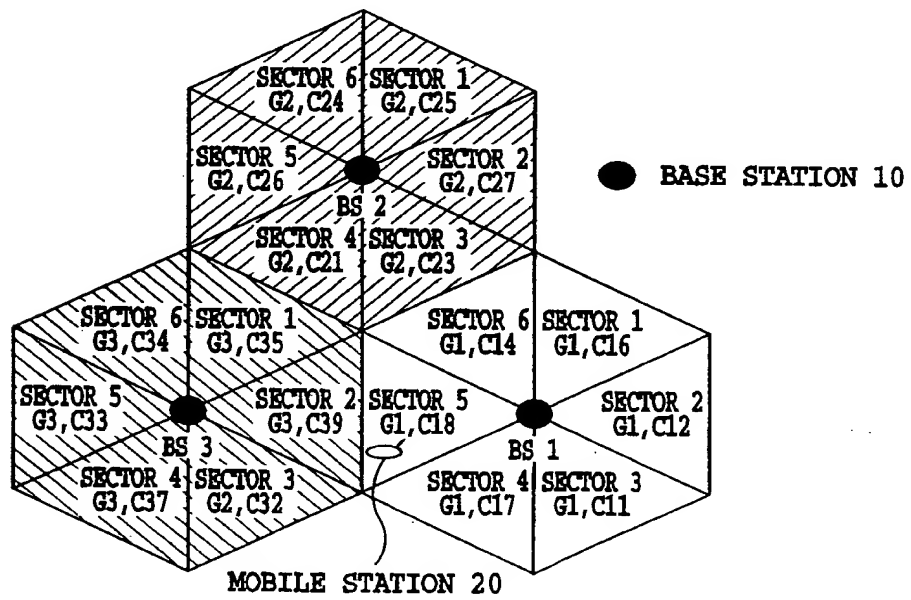 SECTOR 6
G2,C24
SECTOR 1
G2,C25
SECTOR 5
G2,C26
SECTOR 2
G2,C27
BS 2
SECTOR 4
G2,C21
SECTOR 3
G2,C23
BASE STATION 10
SECTOR 6
G3,C34
SECTOR 1
G3,C35
SECTOR 5
G3,C33
SECTOR 2
G3,C39
BS 3
SECTOR 4
G3,C37
SECTOR 3
G2,C32
SECTOR 6
G1,C14
SECTOR 1
G1,C16
SECTOR 5
G1,C18
SECTOR 2
G1,C12
BS 1
SECTOR 4
G1,C17
SECTOR 3
G1,C11
MOBILE STATION 20